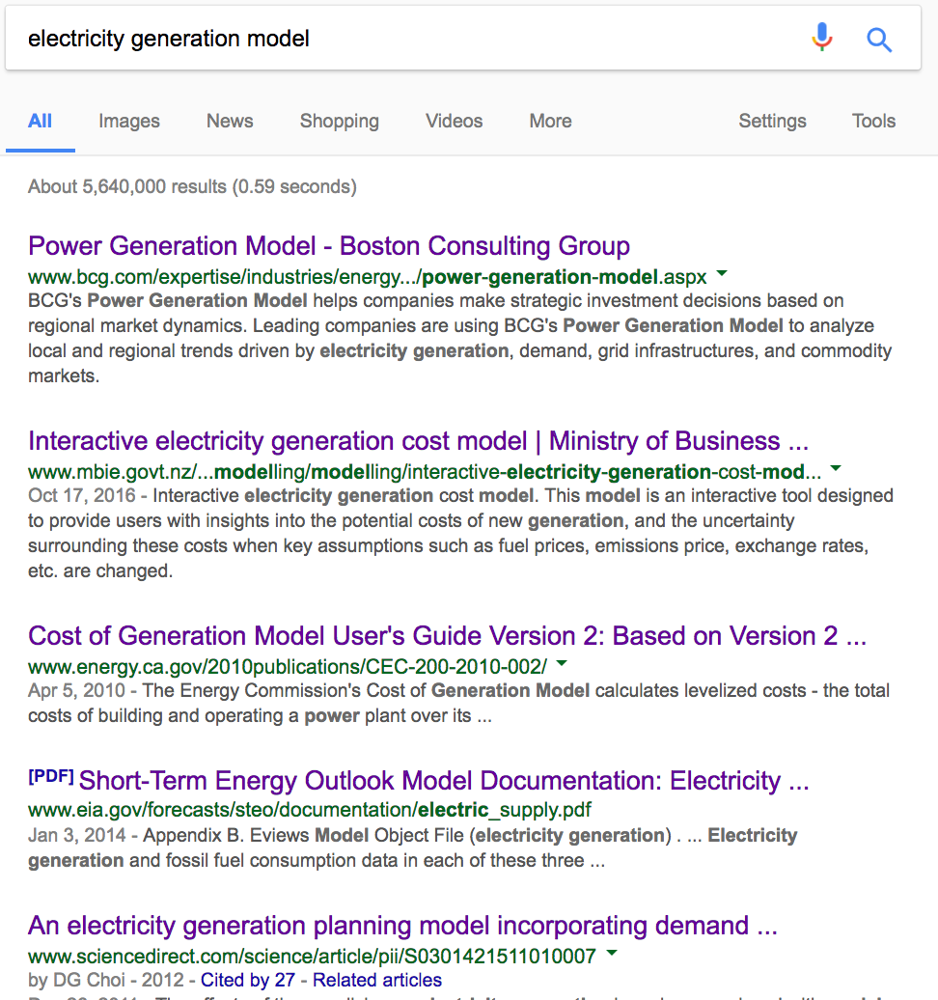 electricity generation model
All Images News Shopping Videos More Settings Tools
About 5,640,000 results (0.59 seconds)
Power Generation Model - Boston Consulting Group
www.bcg.com/expertise/industries/energy.../power-generation-model.aspx
BCG's Power Generation Model helps companies make strategic investment decisions based on
regional market dynamics. Leading companies are using BCG's Power Generation Model to analyze
local and regional trends driven by electricity generation, demand, grid infrastructures, and commodity
markets.
Interactive electricity generation cost model | Ministry of Business ...
www.mbie.govt.nz/...modelling/modelling/interactive-electricity-generation-cost-mod...
Oct 17, 2016 - Interactive electricity generation cost model. This model is an interactive tool designed
to provide users with insights into the potential costs of new generation, and the uncertainty
surrounding these costs when key assumptions such as fuel prices, emissions price, exchange rates,
etc. are changed.
Cost of Generation Model User's Guide Version 2: Based on Version 2 ...
www.energy.ca.gov/2010publications/CEC-200-2010-002/
Apr 5, 2010 - The Energy Commission's Cost of Generation Model calculates levelized costs - the total
costs of building and operating a power plant over its ...
[PDF] Short-Term Energy Outlook Model Documentation: Electricity ...
www.eia.gov/forecasts/steo/documentation/electric_supply.pdf
Jan 3, 2014 - Appendix B. Eviews Model Object File (electricity generation) . ... Electricity
generation and fossil fuel consumption data in each of these three ...
An electricity generation planning model incorporating demand ...
www.sciencedirect.com/science/article/pii/S0301421511010007
by DG Choi - 2012 - Cited by 27 - Related articles